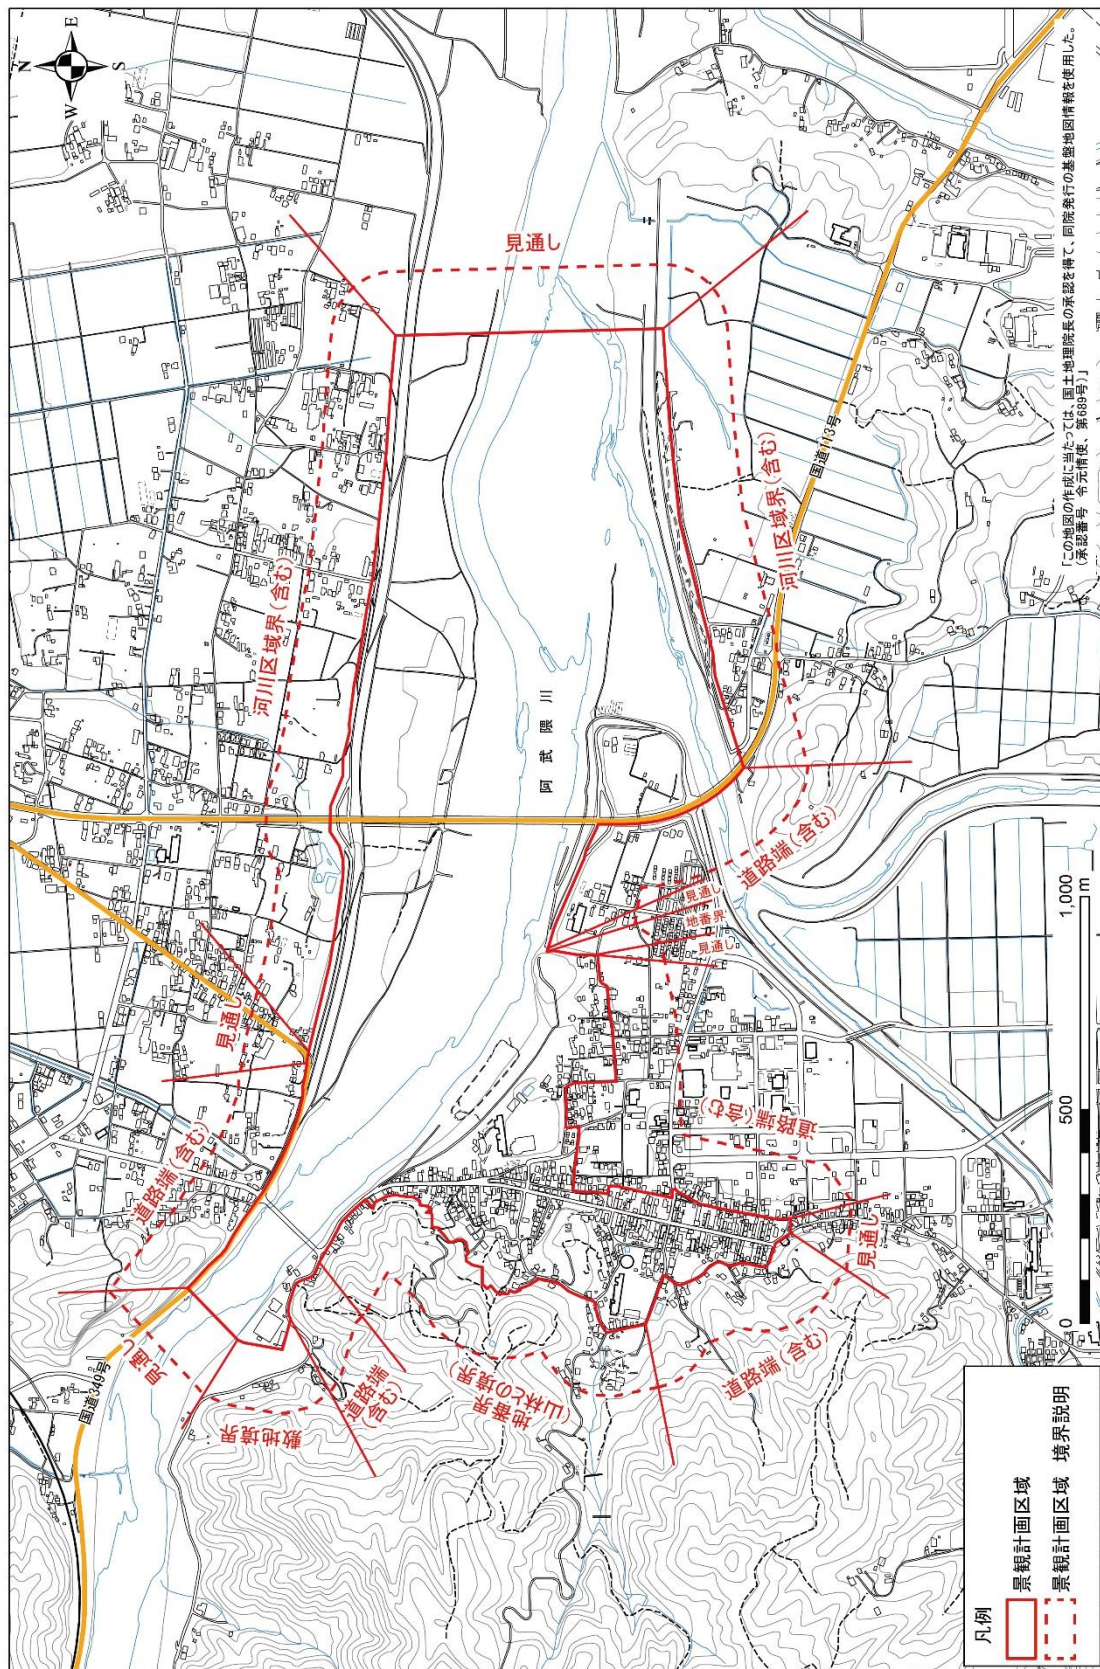 N
E
W
S
「この地図の作成に当たっては、国土地理院長の承認を得て、同院発行の基盤地図情報を使用した。
(承認番号 令元情使、第689号)」
見通し
河川区域界(含む)
河川区域界(含む)
国道113号
阿武隈川
道路端(含む)
見通し
地番界
見通し
見通し
道路端(含む)
道路端(含む)
見通し
見通し
国道349号
敷地境界
道路端
(含む)
地番界
(山林との境界)
道路端(含む)
0
500
1,000
m
凡例
景観計画区域
景観計画区域 境界説明